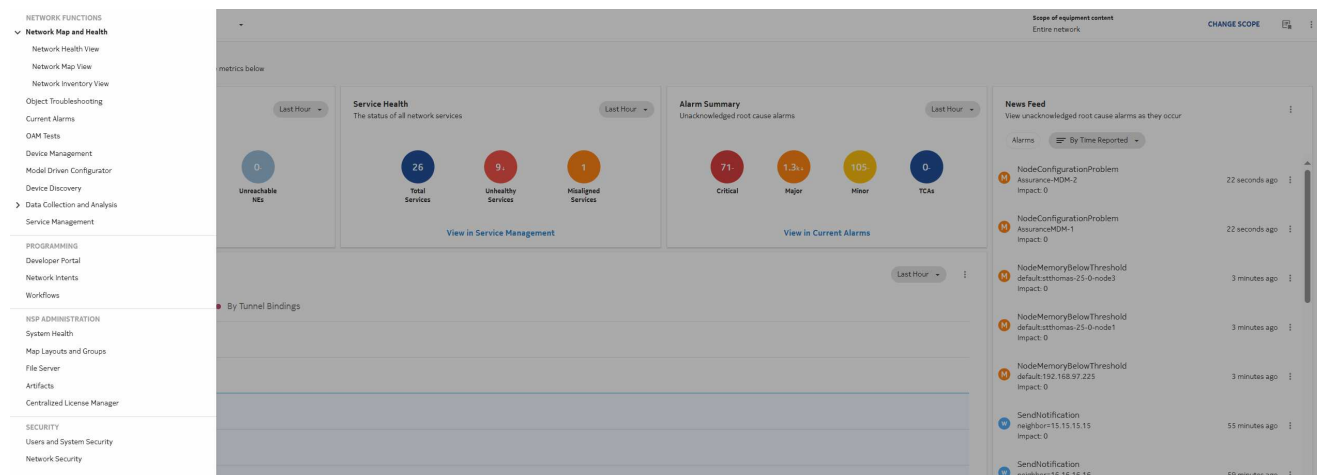 NETWORK FUNCTIONS
Network Map and Health
Network Health View
Network Map View
Network Inventory View
Object Troubleshooting
Current Alarms
OAM Tests
Device Management
Model Driven Configurator
Device Discovery
Data Collection and Analysis
Service Management
PROGRAMMING
Developer Portal
Network Intents
Workflows
NSP ADMINISTRATION
System Health
Map Layouts and Groups
File Server
Artifacts
Centralized License Manager
SECURITY
Users and System Security
Network Security
Scope of equipment content
Entire network
CHANGE SCOPE
metrics below
Last Hour
0
Unreachable
NEs
Service Health
The status of all network services
Last Hour
26
Total
Services
9
Unhealthy
Services
1
Misaligned
Services
View in Service Management
Alarm Summary
Unacknowledged root cause alarms
Last Hour
71
Critical
1.3k
Major
105
Minor
0
TCAs
View in Current Alarms
Last Hour
By Tunnel Bindings
News Feed
View unacknowledged root cause alarms as they occur
Alarms
By Time Reported
M
NodeConfigurationProblem
Assurance-MDM-2
Impact: 0
22 seconds ago
M
NodeConfigurationProblem
AssuranceMDM-1
Impact: 0
22 seconds ago
M
NodeMemoryBelowThreshold
default:stthomas-25-0-node3
Impact: 0
3 minutes ago
M
NodeMemoryBelowThreshold
default:stthomas-25-0-node1
Impact: 0
3 minutes ago
M
NodeMemoryBelowThreshold
default:192.168.97.225
Impact: 0
3 minutes ago
W
SendNotification
neighbor=15.15.15.15
Impact: 0
55 minutes ago
SendNotification